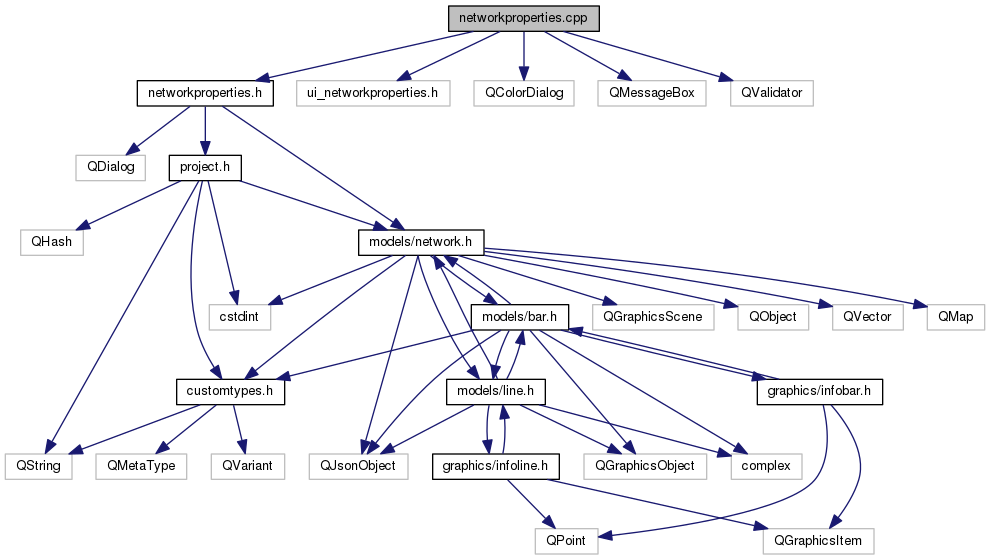 networkproperties.cpp
networkproperties.h
ui_networkproperties.h
QColorDialog
QMessageBox
QValidator
QDialog
project.h
QHash
models/network.h
cstdint
models/bar.h
QGraphicsScene
QObject
QVector
QMap
customtypes.h
models/line.h
graphics/infobar.h
QString
QMetaType
QVariant
QJsonObject
graphics/infoline.h
QGraphicsObject
complex
QPoint
QGraphicsItem